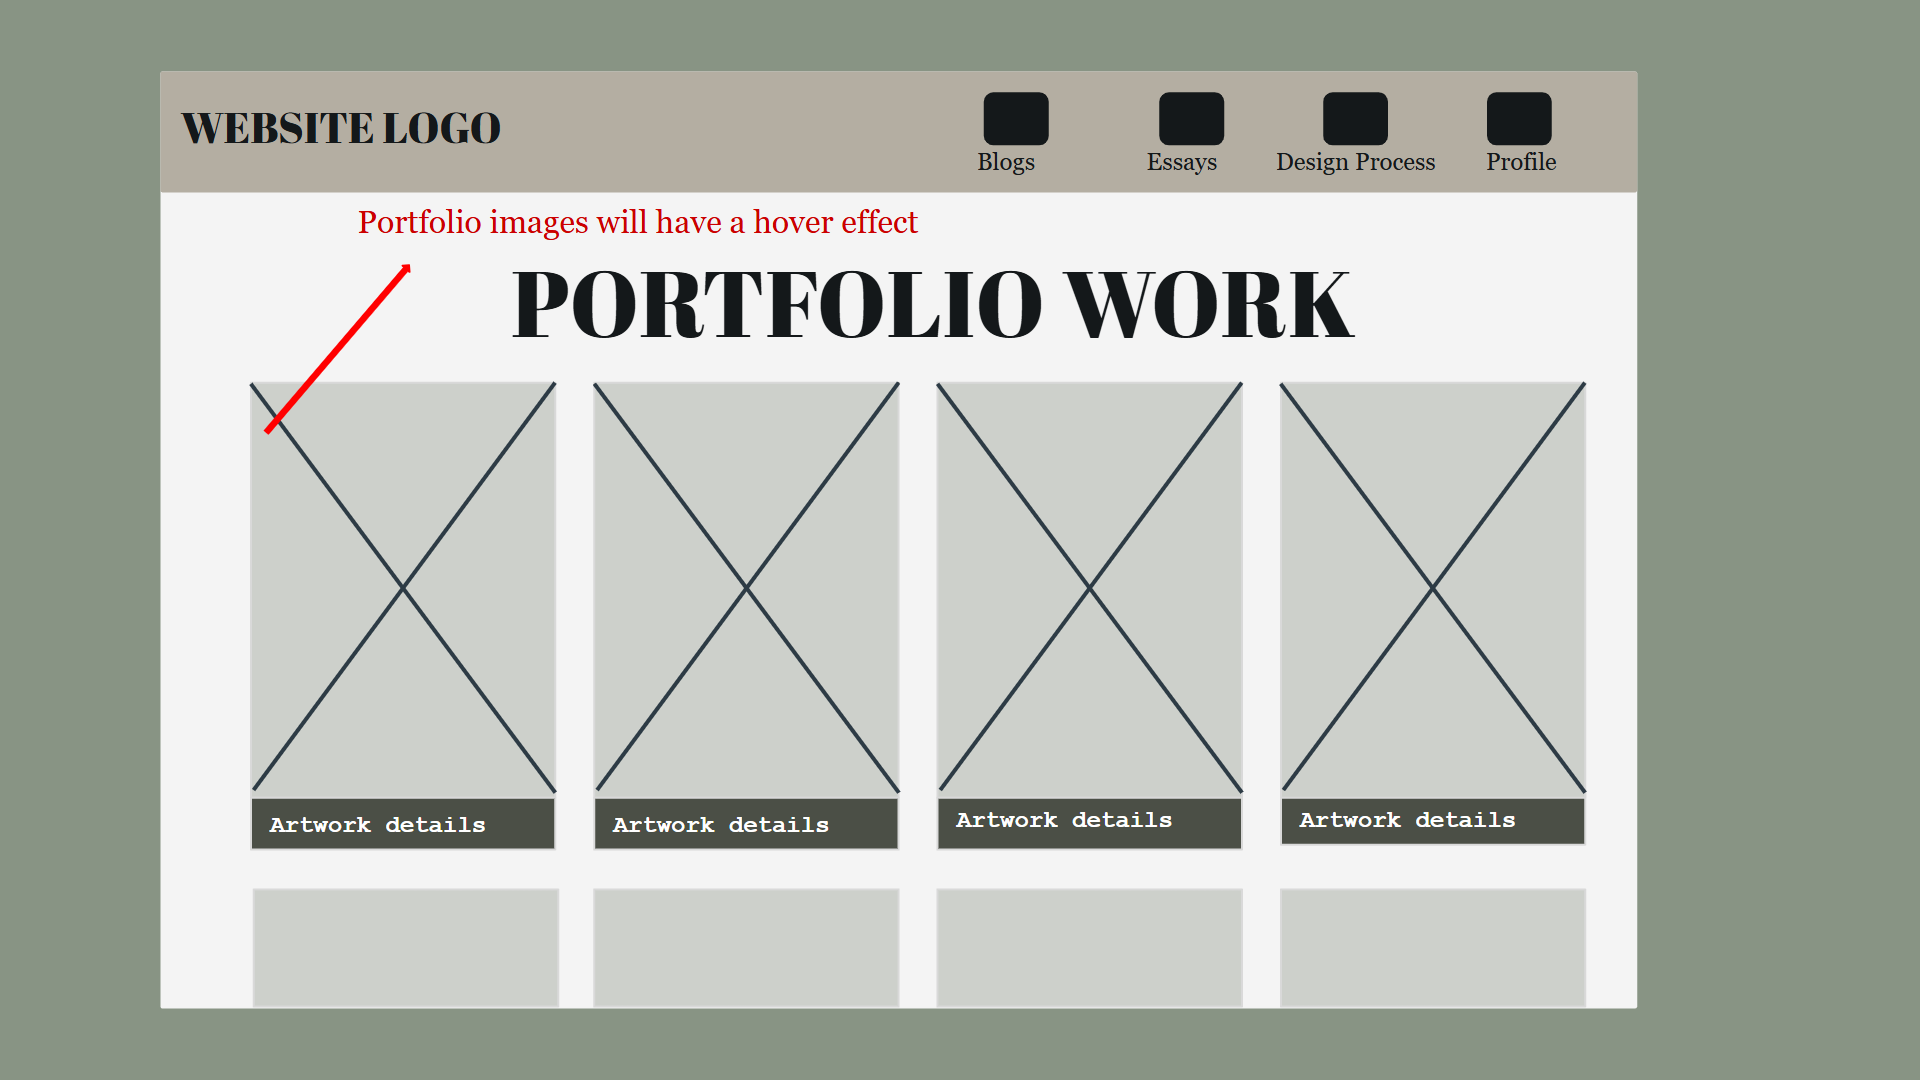 WEBSITE LOGO
Blogs
Essays
Design Process
Profile
Portfolio images will have a hover effect
PORTFOLIO WORK
Artwork details
Artwork details
Artwork details
Artwork details